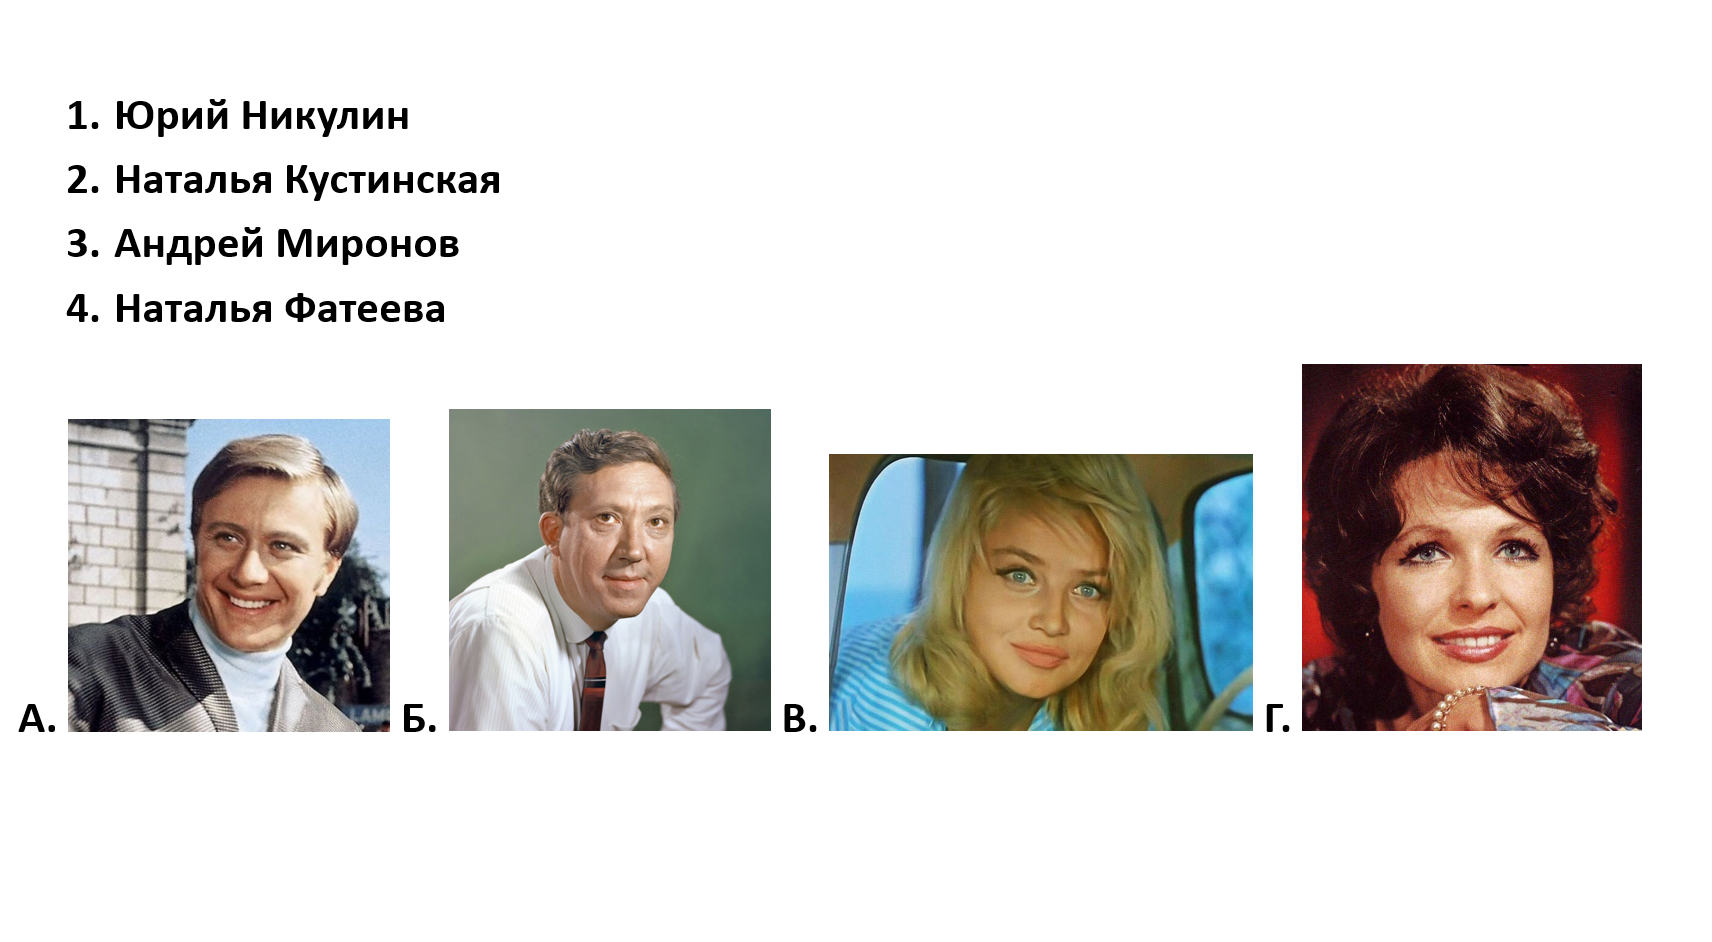 1. Юрий Никулин
2. Наталья Кустинская
3. Андрей Миронов
4. Наталья Фатеева
А. Б. В. Г.